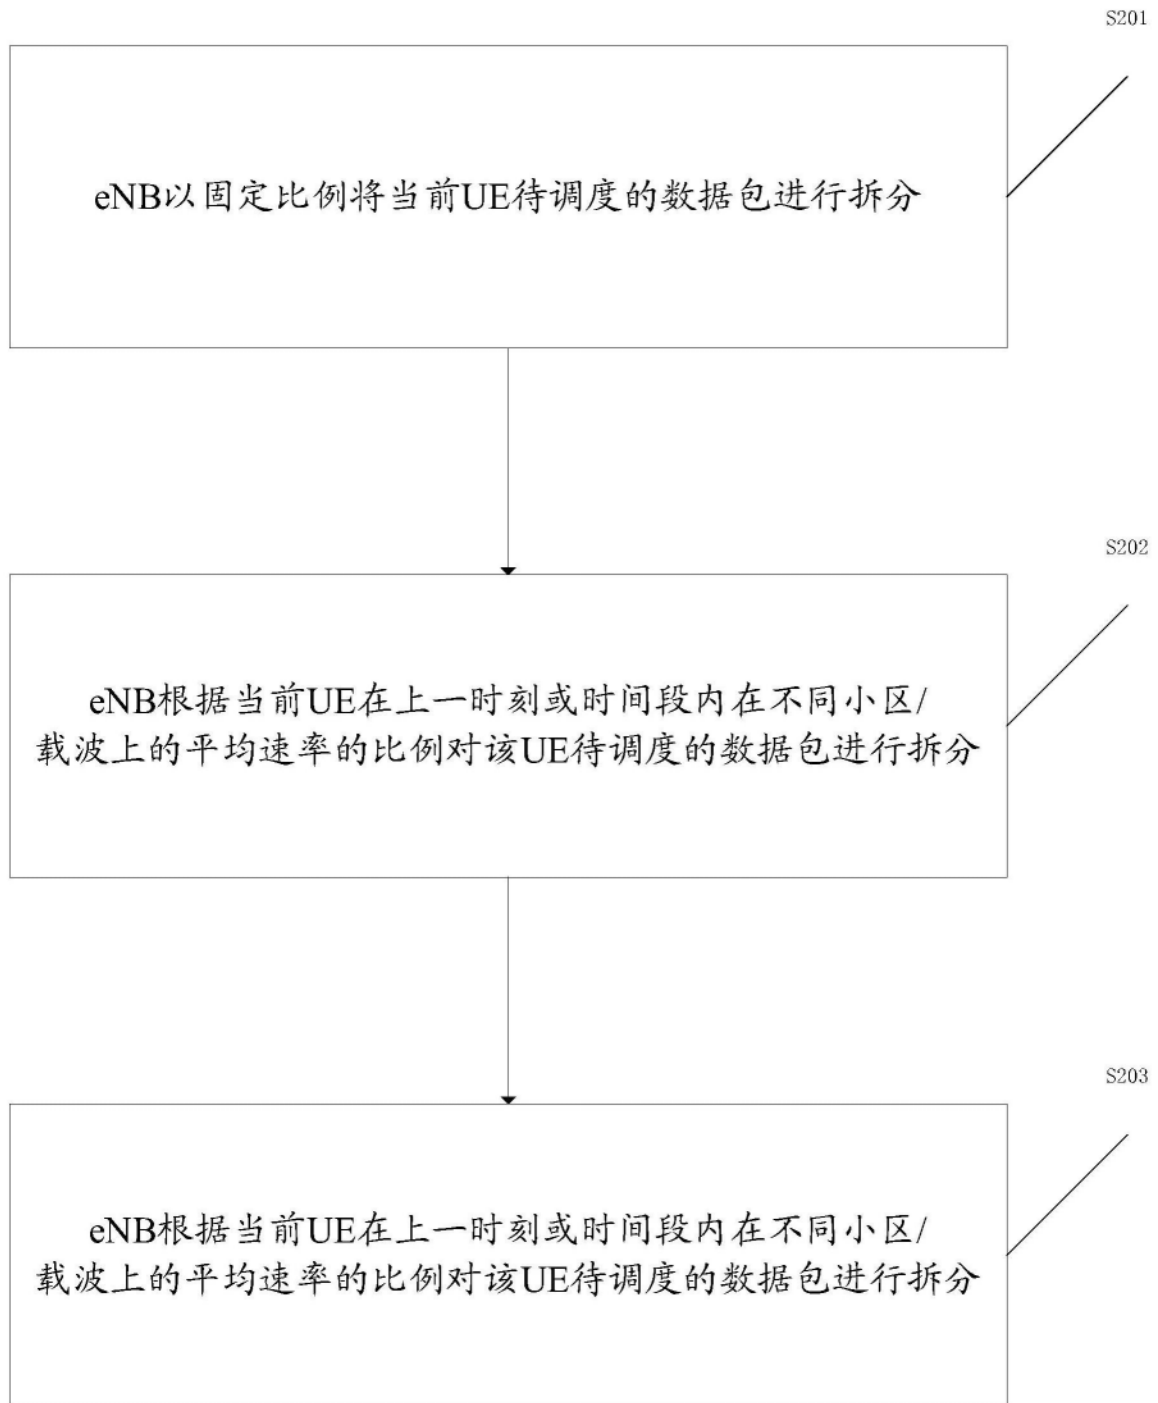 S201
eNB以固定比例将当前UE待调度的数据包进行拆分
S202
eNB根据当前UE在上一时刻或时间段内在不同小区/
载波上的平均速率的比例对该UE待调度的数据包进行拆分
S203
eNB根据当前UE在上一时刻或时间段内在不同小区/
载波上的平均速率的比例对该UE待调度的数据包进行拆分